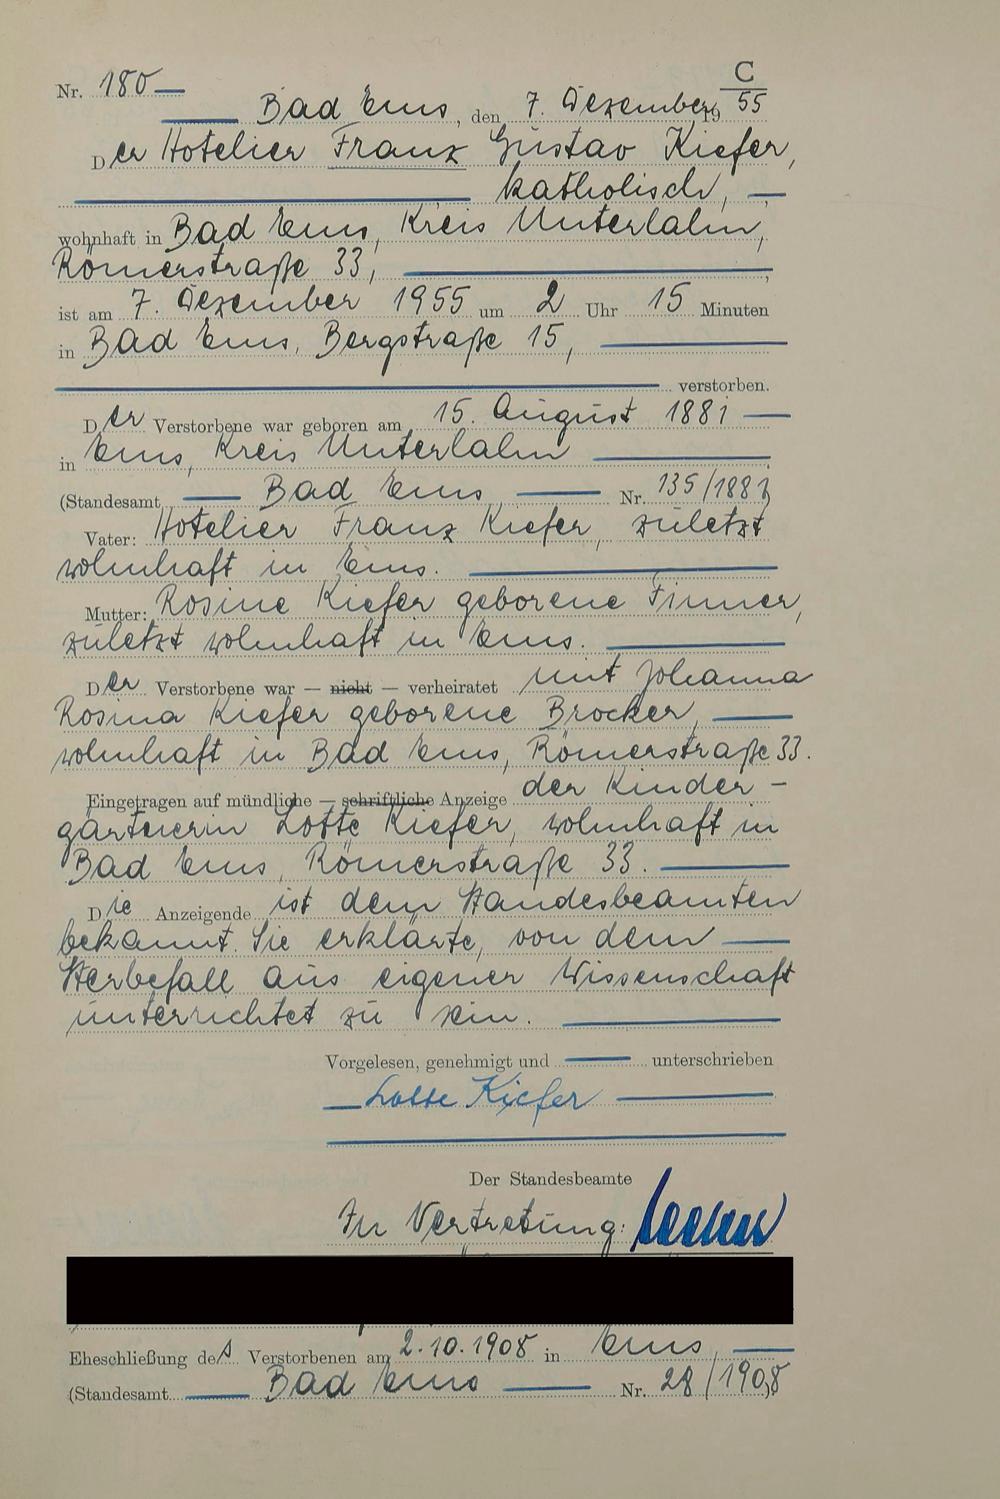 C
Nr. 180
Bad Ems, den 7. Dezember 19 55
Der Hotelier Franz Gustav Kiefer,
katholisch,
wohnhaft in Bad Ems, Kreis Unterlahn,
Römerstraße 33,
ist am 7. Dezember 1955 um 2 Uhr 15 Minuten
in Bad Ems, Bergstraße 15,
verstorben.
Der Verstorbene war geboren am 15. August 1881
in Ems, Kreis Unterlahn
(Standesamt Bad Ems Nr. 135/1881)
Vater: Hotelier Franz Kiefer, zuletzt
wohnhaft in Ems.
Mutter: Rosine Kiefer geborene Finner,
zuletzt wohnhaft in Ems.
Der Verstorbene war — nicht — verheiratet mit Johanna
Rosina Kiefer geborene Brocker,
wohnhaft in Bad Ems, Römerstraße 33.
Eingetragen auf mündliche — schriftliche Anzeige der Kinder-
gärtnerin Lotte Kiefer, wohnhaft in
Bad Ems, Römerstraße 33.
Die Anzeigende ist dem Standesbeamten
bekannt. Sie erklärte, von dem
Sterbefall aus eigener Wissenschaft
unterrichtet zu sein.
Vorgelesen, genehmigt und unterschrieben
Lotte Kiefer
Der Standesbeamte
In Vertretung:
Eheschließung des Verstorbenen am 2.10.1908 in Ems,
(Standesamt Bad Ems Nr. 28/1908)